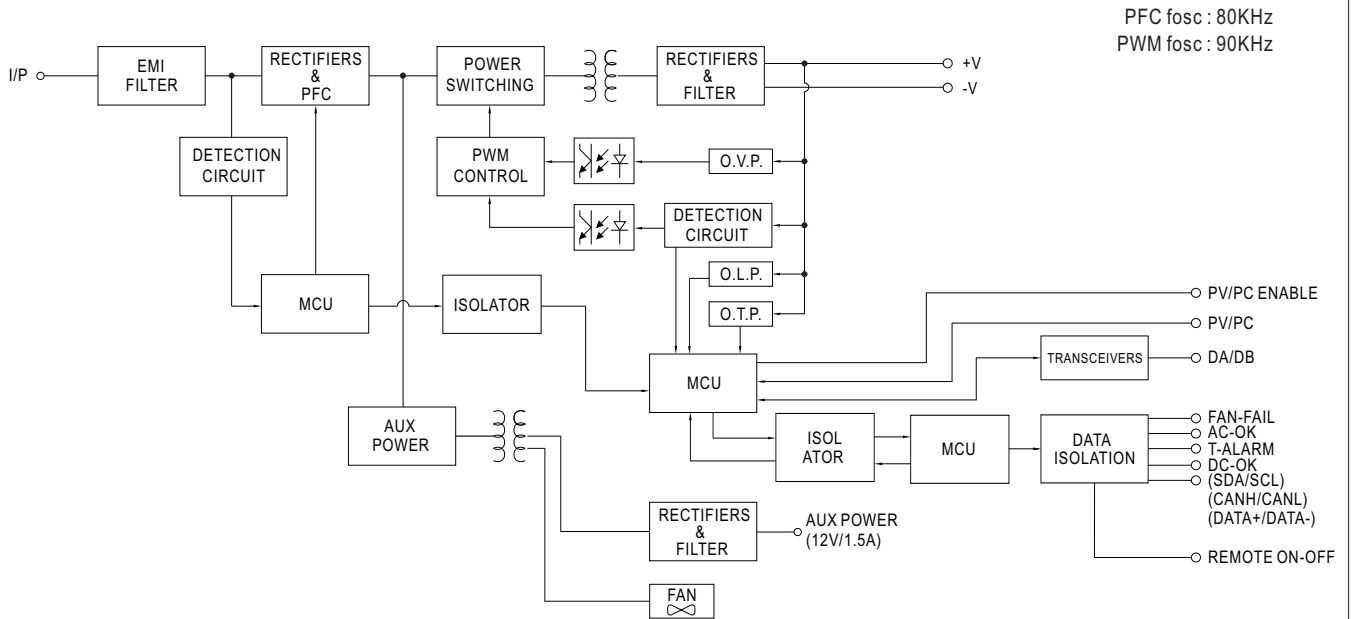 PFC fosc : 80KHz
PWM fosc : 90KHz
I/P
EMI
FILTER
RECTIFIERS
&
PFC
POWER
SWITCHING
RECTIFIERS
&
FILTER
+V
-V
DETECTION
CIRCUIT
PWM
CONTROL
O.V.P.
DETECTION
CIRCUIT
O.L.P.
O.T.P.
MCU
ISOLATOR
MCU
PV/PC ENABLE
PV/PC
TRANSCEIVERS
DA/DB
AUX
POWER
ISOL
ATOR
MCU
DATA
ISOLATION
FAN-FAIL
AC-OK
T-ALARM
DC-OK
(SDA/SCL)
(CANH/CANL)
(DATA+/DATA-)
REMOTE ON-OFF
RECTIFIERS
&
FILTER
AUX POWER
(12V/1.5A)
FAN